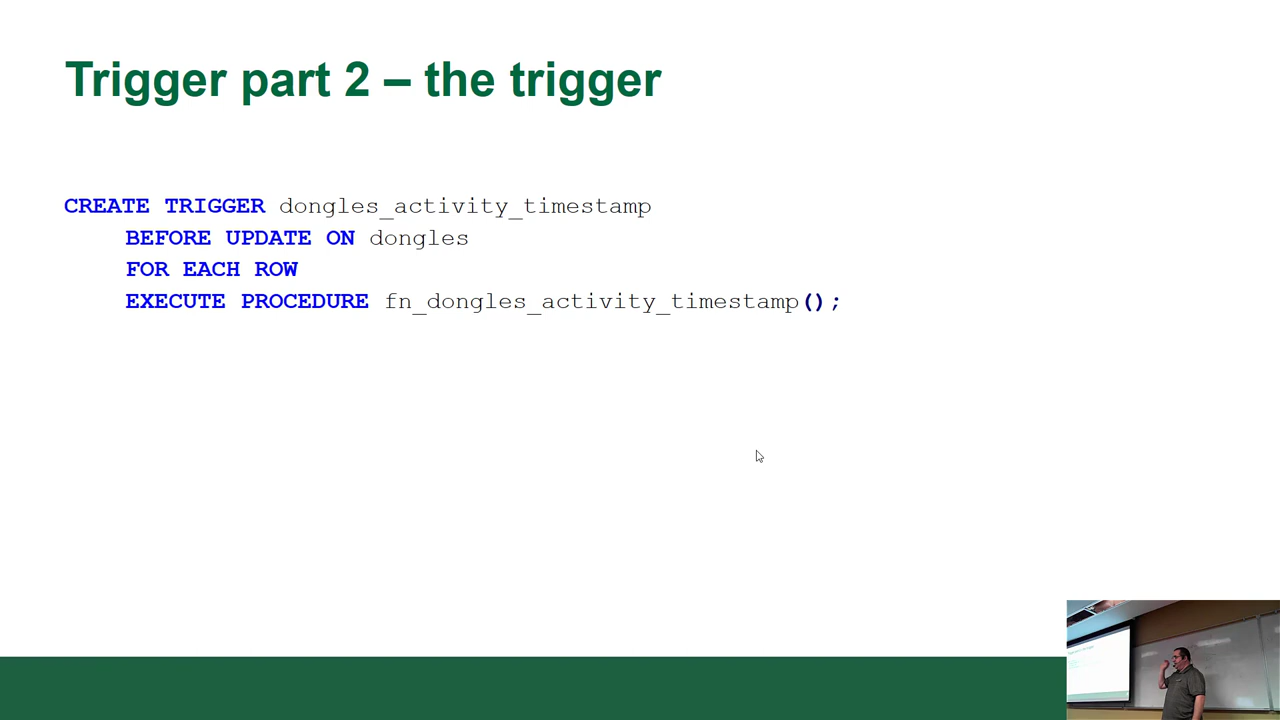 Trigger part 2 – the trigger
CREATE TRIGGER dongles_activity_timestamp
BEFORE UPDATE ON dongles
FOR EACH ROW
EXECUTE PROCEDURE fn_dongles_activity_timestamp();